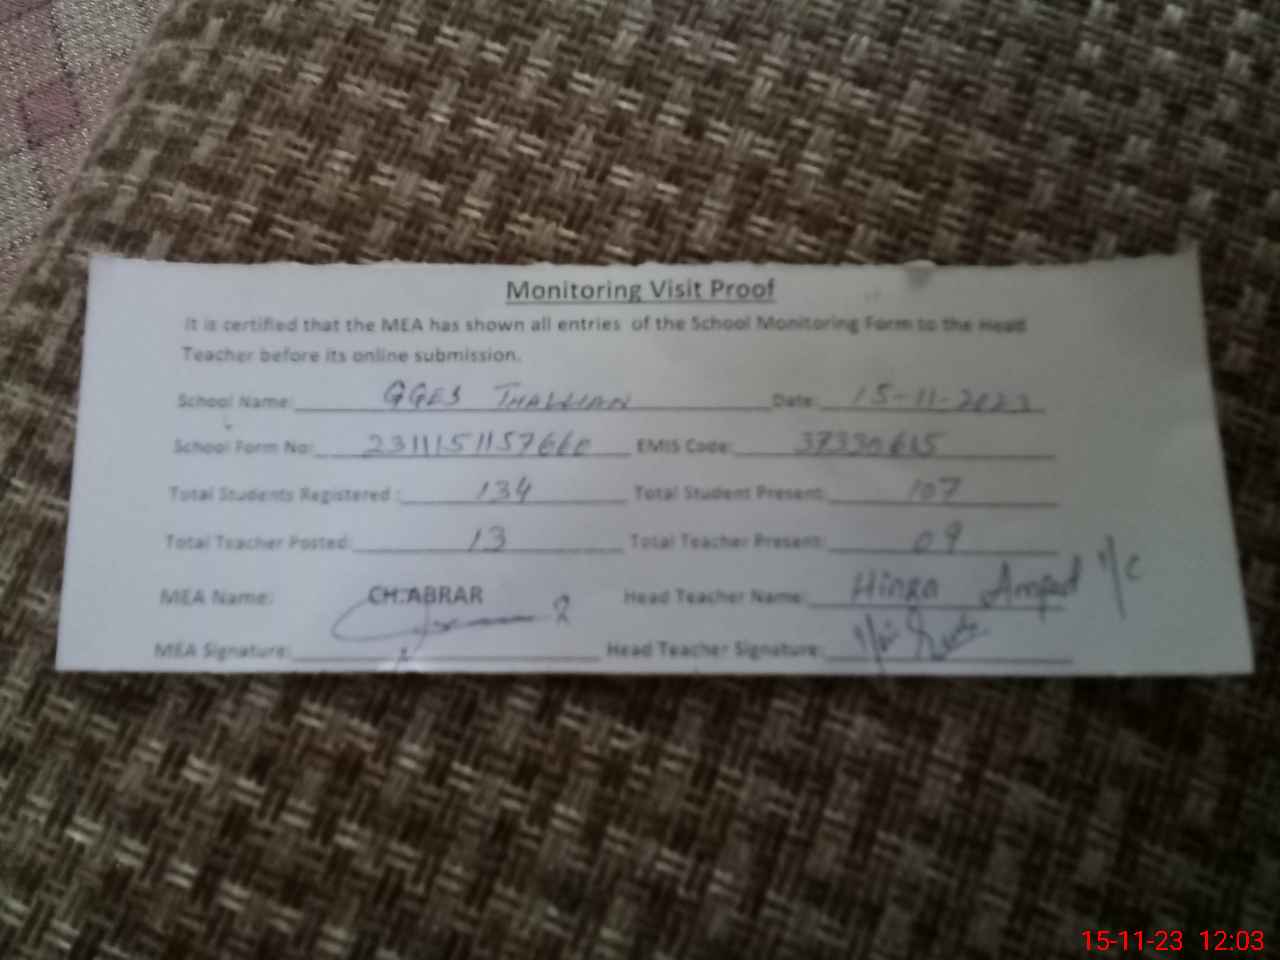 Monitoring Visit Proof
It is certified that the MEA has shown all entries of the School Monitoring Form to the Head
Teacher before its online submission.
School Name: GGES THALLIAN Date: 15-11-2023
School Form No: EMIS Code:
Total Students Registered : 134 Total Student Present: 107
Total Teacher Posted: 13 Total Teacher Present: 09
MEA Name: CH.ABRAR Head Teacher Name: Amjad I/C
MEA Signature: Head Teacher Signature:
15-11-23 12:03